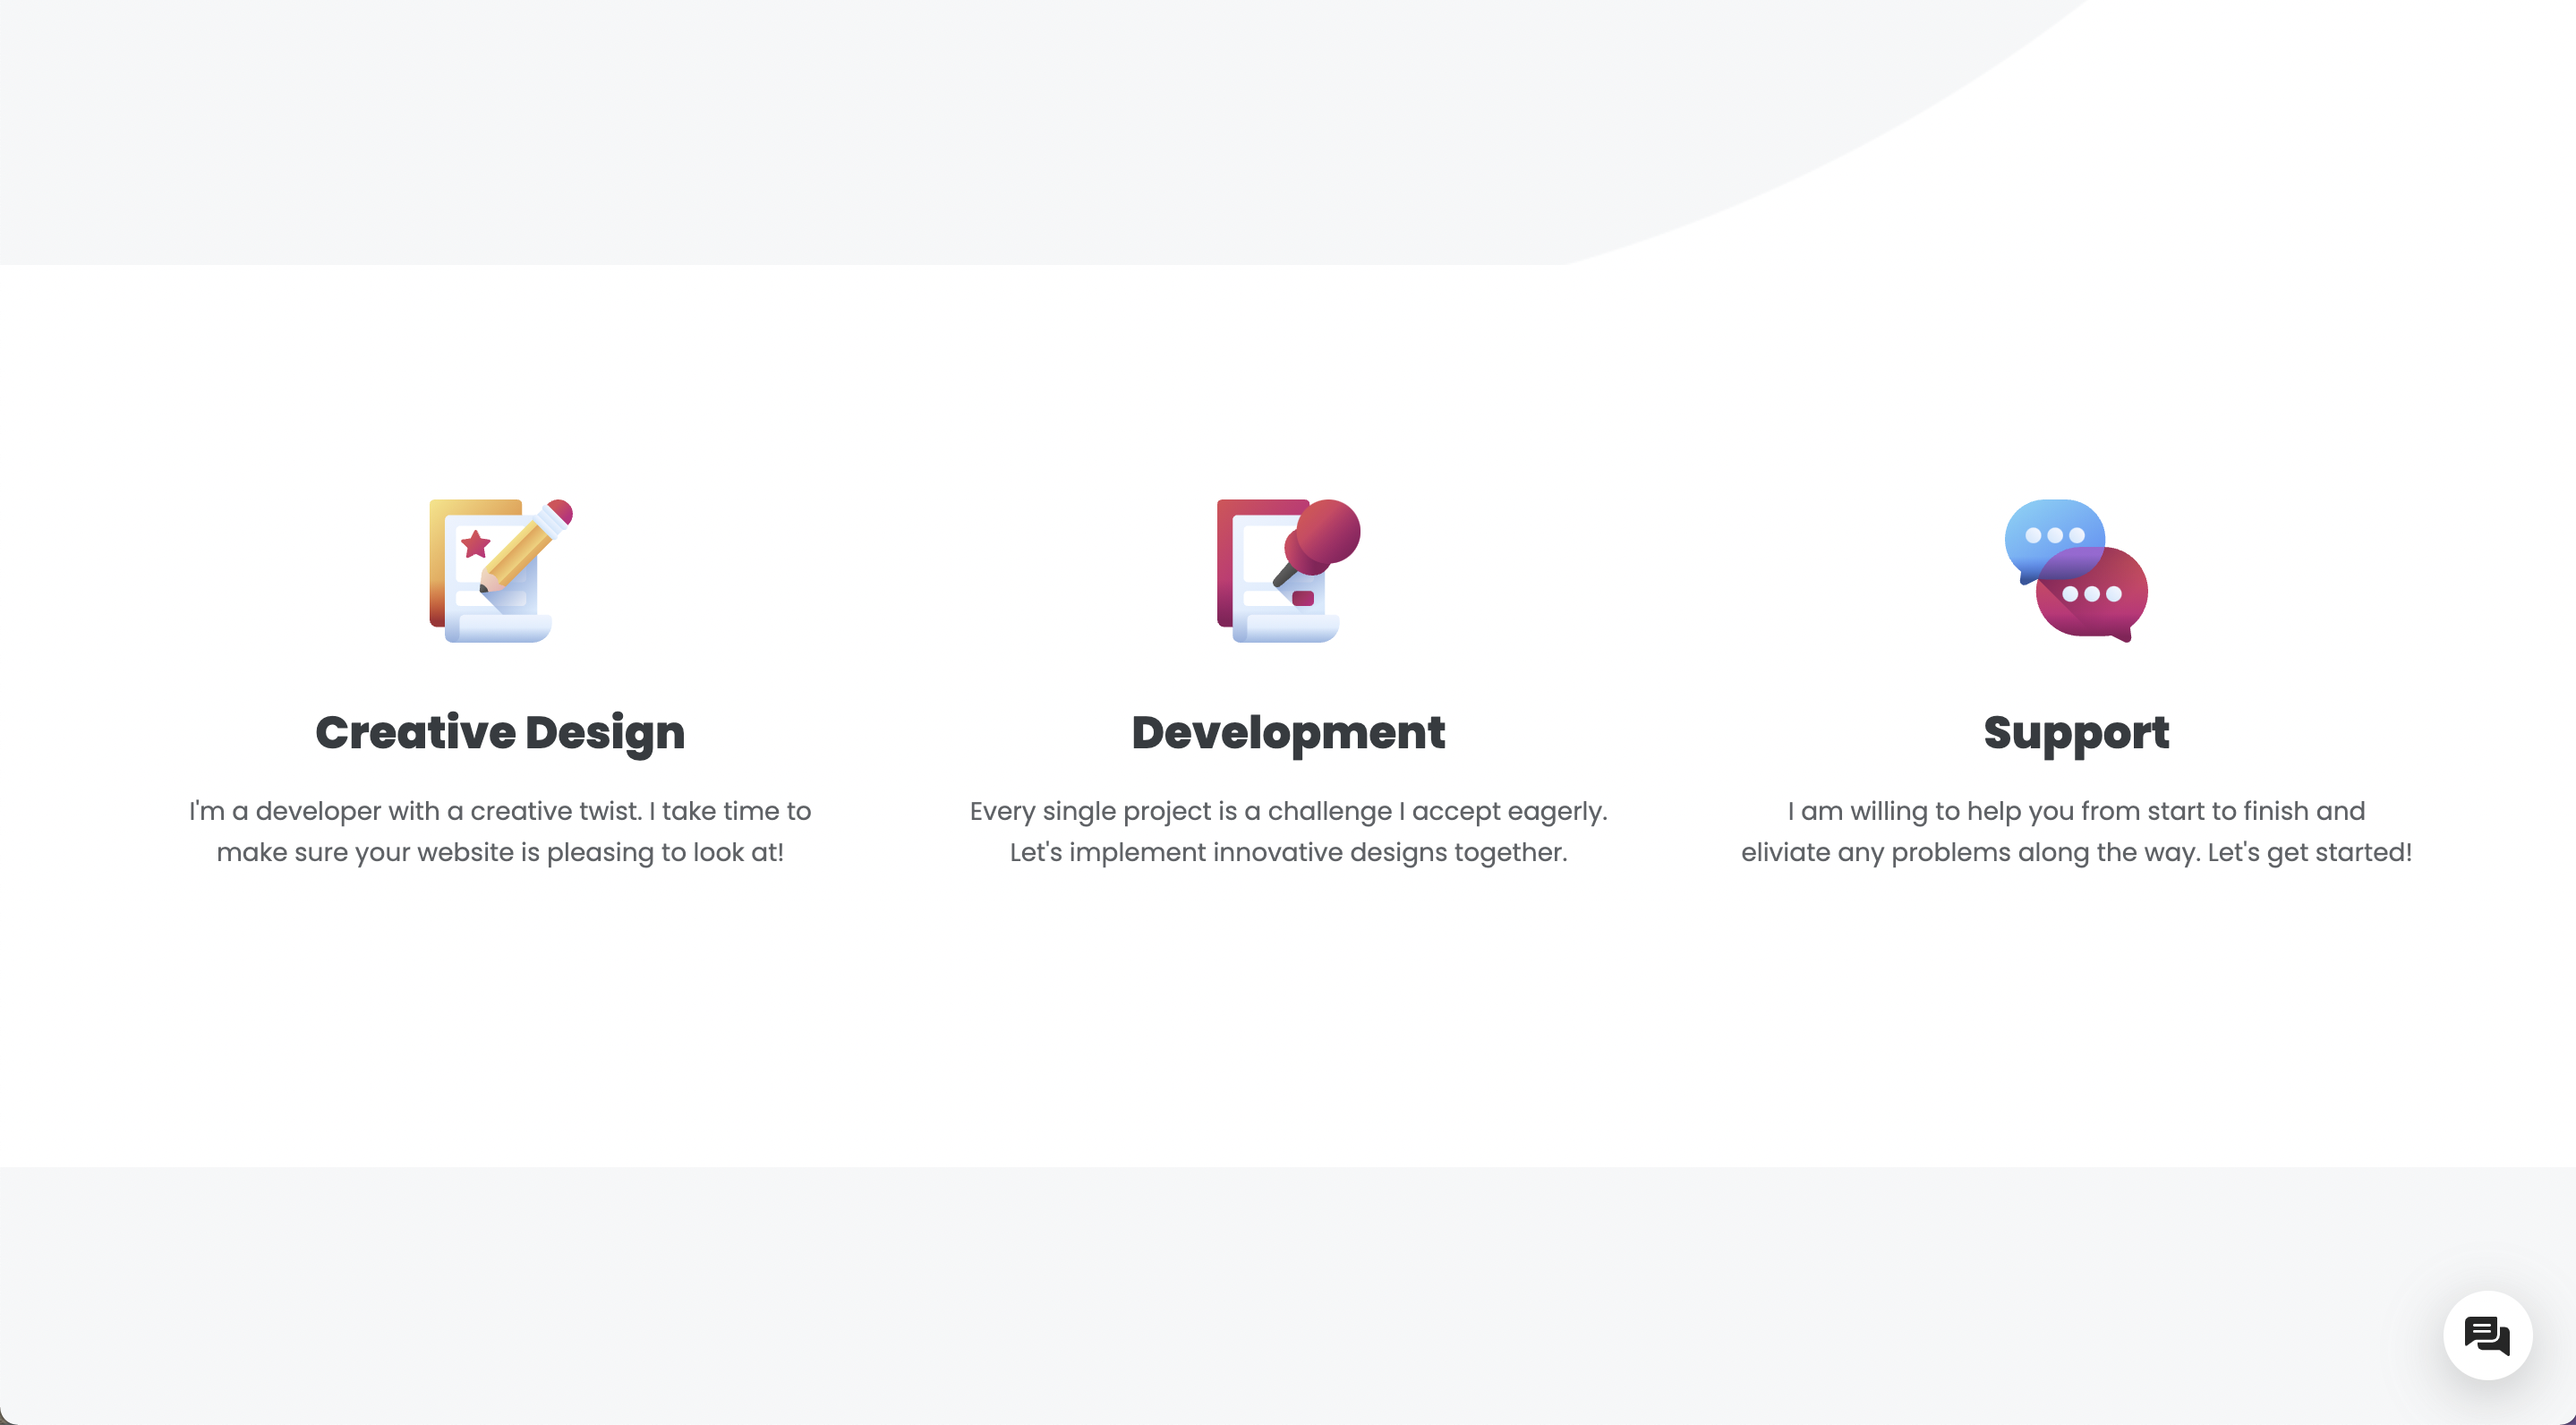 Creative Design
I'm a developer with a creative twist. I take time to
make sure your website is pleasing to look at!
Development
Every single project is a challenge I accept eagerly.
Let's implement innovative designs together.
Support
I am willing to help you from start to finish and
eliviate any problems along the way. Let's get started!